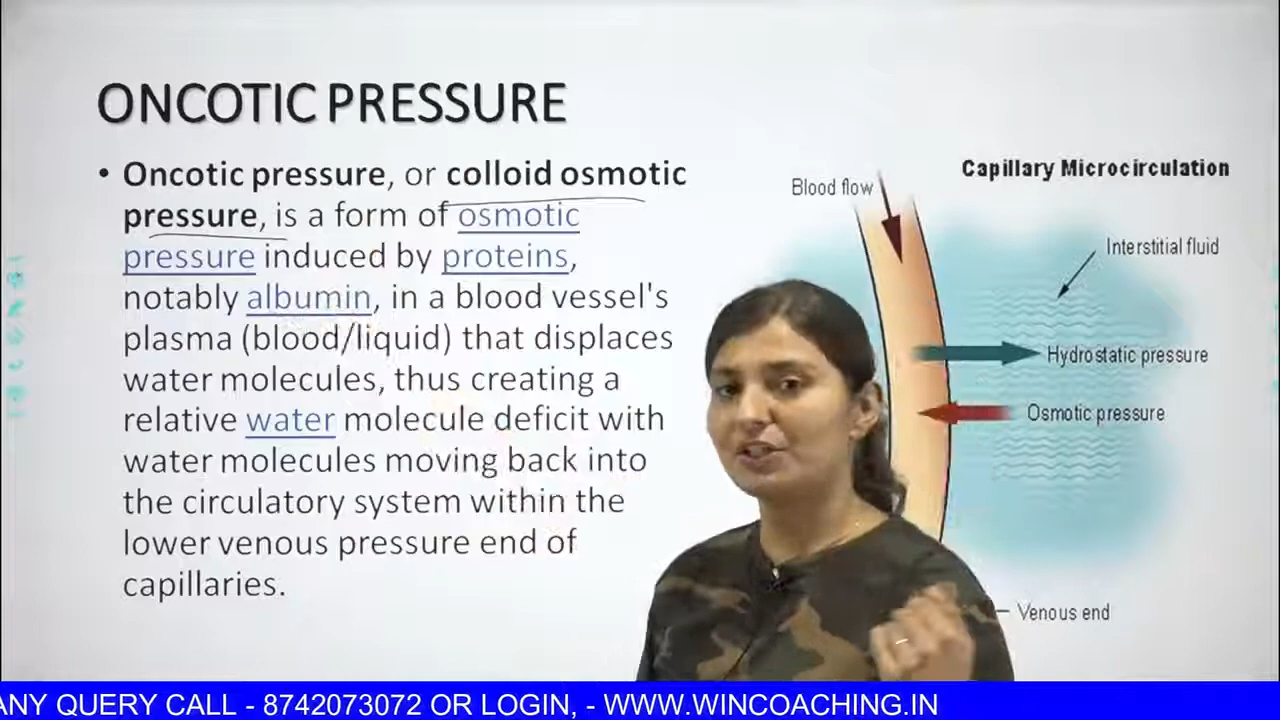 ONCOTIC PRESSURE
• Oncotic pressure, or colloid osmotic
pressure, is a form of osmotic
pressure induced by proteins,
notably albumin, in a blood vessel's
plasma (blood/liquid) that displaces
water molecules, thus creating a
relative water molecule deficit with
water molecules moving back into
the circulatory system within the
lower venous pressure end of
capillaries.
Capillary Microcirculation
Blood flow
Interstitial fluid
Hydrostatic pressure
Osmotic pressure
Venous end
ANY QUERY CALL - 8742073072 OR LOGIN, - WWW.WINCOACHING.IN